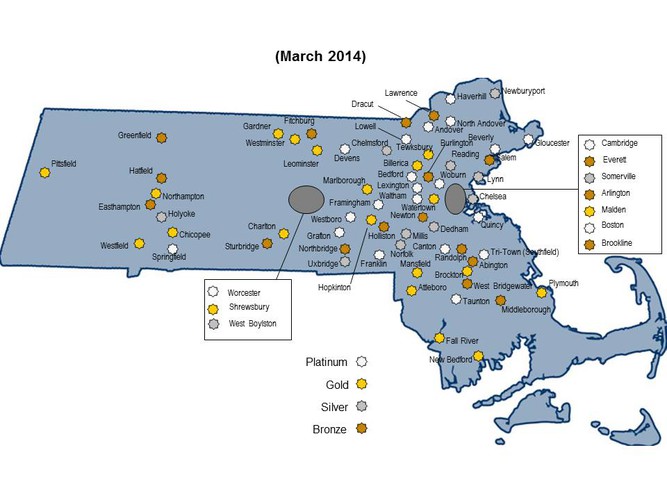 (March 2014)
Lawrence
Newburyport
Haverhill
Dracut
North Andover
Andover
Lowell
Fitchburg
Gardner
Westminster
Leominster
Greenfield
Chelmsford
Tewksbury
Burlington
Beverly
Gloucester
Devens
Billerica
Reading
Salem
Pittsfield
Hatfield
Marlborough
Bedford
Woburn
Lynn
Northampton
Lexington
Waltham
Chelsea
Easthampton
Framingham
Watertown
Holyoke
Westboro
Newton
Quincy
Chicopee
Charlton
Grafton
Holliston
Millis
Dedham
Westfield
Springfield
Sturbridge
Northbridge
Norfolk
Canton
Tri-Town (Southfield)
Uxbridge
Franklin
Randolph
Abington
Mansfield
Brockton
Hopkinton
West Bridgewater
Plymouth
Attleboro
Taunton
Middleborough
Fall River
New Bedford
Cambridge
Everett
Somerville
Arlington
Malden
Boston
Brookline
Worcester
Shrewsbury
West Boylston
Platinum
Gold
Silver
Bronze